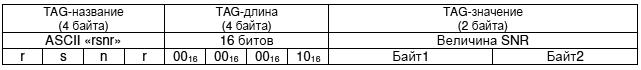 TAG-название TAG-длина TAG-значение
(4 байта) (4 байта) (2 байта)
ASCII «rsnr» 16 битов Величина SNR
r s n r 00₁₆ 00₁₆ 00₁₆ 10₁₆ Байт1 Байт2